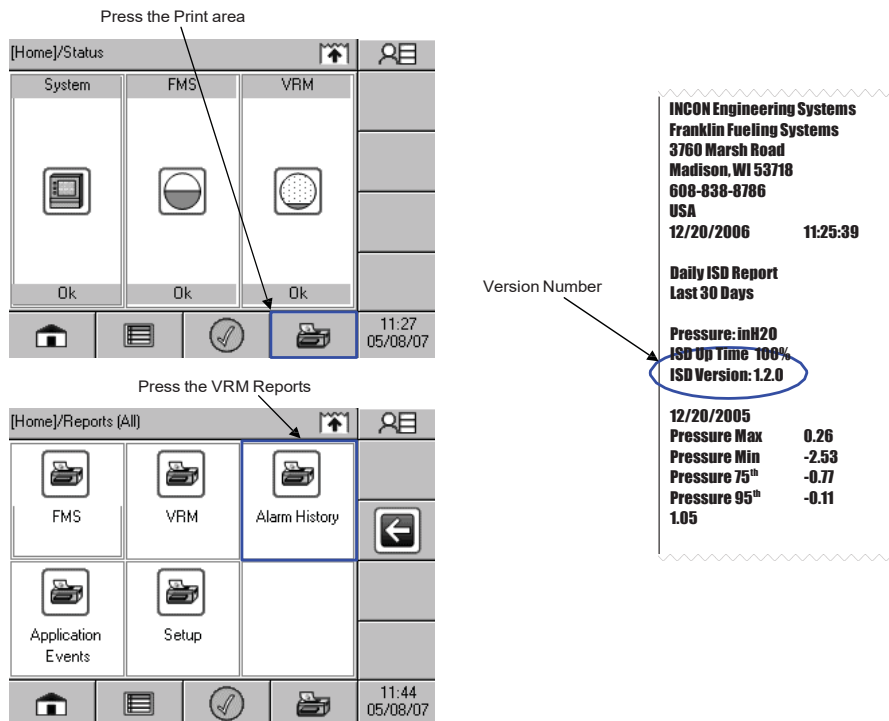 Press the Print area
[Home]/Status
System
FMS
VRM
Ok
Ok
Ok
11:27
05/08/07
Press the VRM Reports
[Home]/Reports (All)
FMS
VRM
Alarm History
Application
Events
Setup
11:44
05/08/07
Version Number
INCON Engineering Systems
Franklin Fueling Systems
3760 Marsh Road
Madison, WI 53718
608-838-8786
USA
12/20/2006 11:25:39
Daily ISD Report
Last 30 Days
Pressure: inH2O
ISD Up Time 100%
ISD Version: 1.2.0
12/20/2005
Pressure Max 0.26
Pressure Min -2.53
Pressure 75th -0.77
Pressure 95th -0.11
1.05